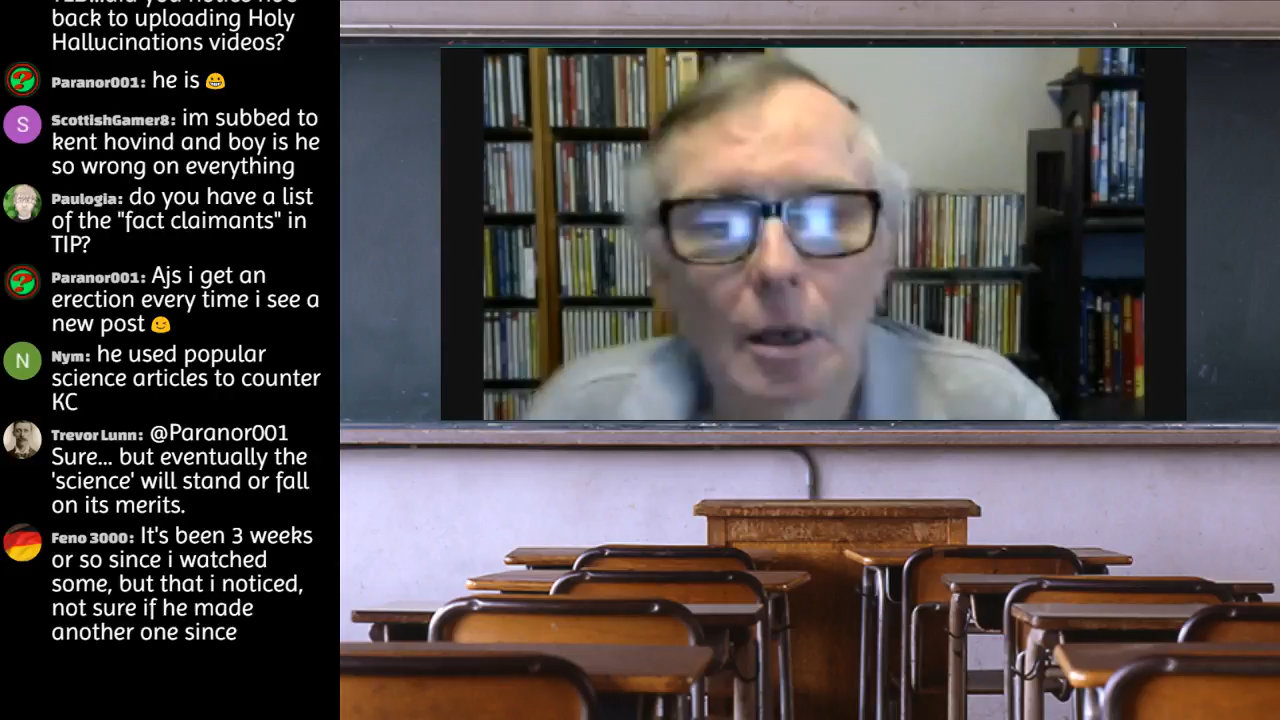 back to uploading Holy
Hallucinations videos?
Paranor001: he is 😀
ScottishGamer8: im subbed to
kent hovind and boy is he
so wrong on everything
Paulogia: do you have a list
of the "fact claimants" in
TIP?
Paranor001: Ajs i get an
erection every time i see a
new post 😉
Nym: he used popular
science articles to counter
KC
Trevor Lunn: @Paranor001
Sure... but eventually the
'science' will stand or fall
on its merits.
Feno 3000: It's been 3 weeks
or so since i watched
some, but that i noticed,
not sure if he made
another one since